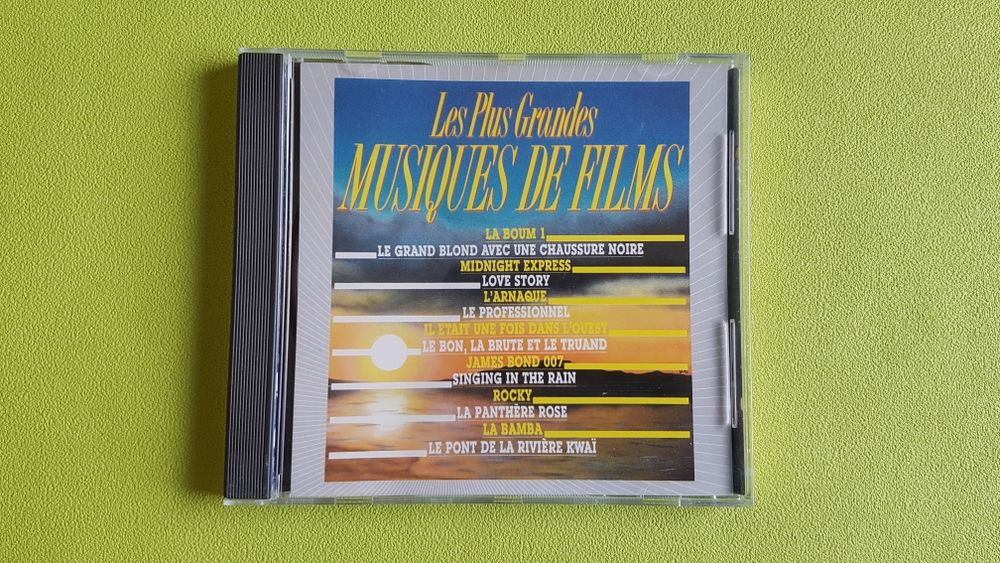 Les Plus Grandes
MUSIQUES DE FILMS
LA BOUM 1
LE GRAND BLOND AVEC UNE CHAUSSURE NOIRE
MIDNIGHT EXPRESS
LOVE STORY
L'ARNAQUE
LE PROFESSIONNEL
IL ETAIT UNE FOIS DANS L'OUEST
LE BON, LA BRUTE ET LE TRUAND
JAMES BOND 007
SINGING IN THE RAIN
ROCKY
LA PANTHÈRE ROSE
LA BAMBA
LE PONT DE LA RIVIÈRE KWAÏ